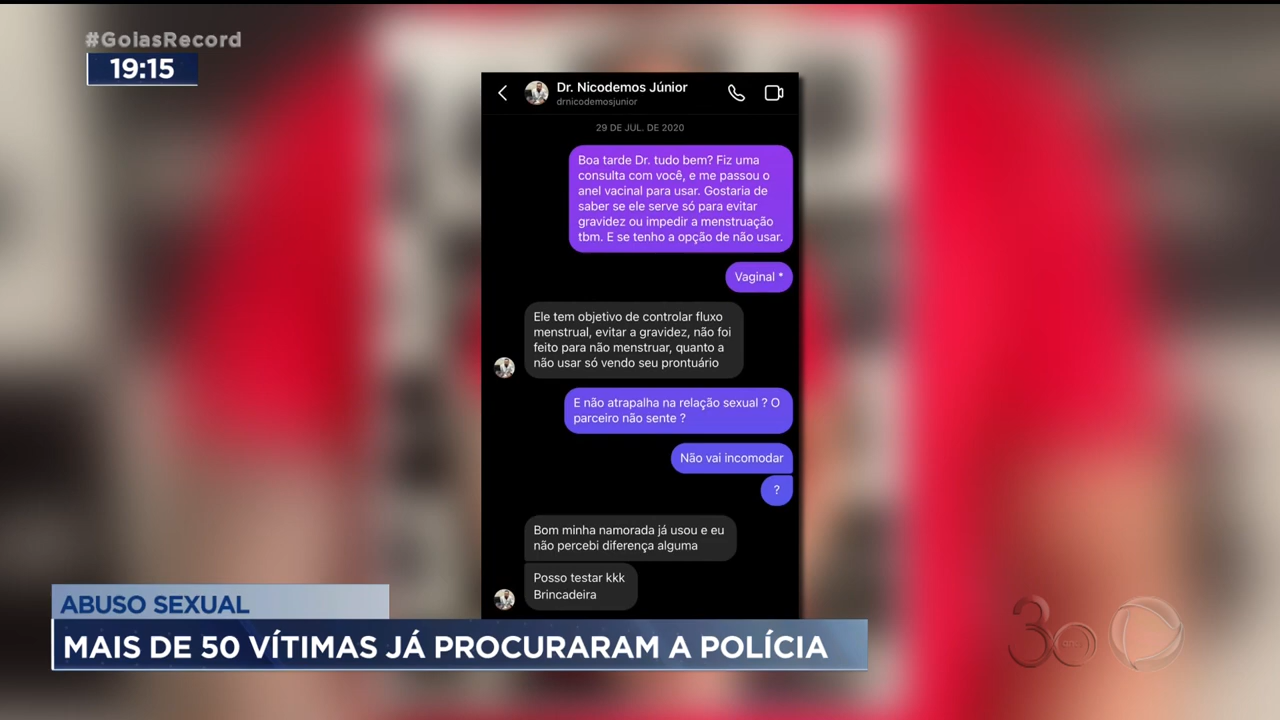 #GoiasRecord
19:15
Dr. Nicodemos Júnior
drnicodemosjunior
29 DE JUL. DE 2020
Boa tarde Dr. tudo bem? Fiz uma
consulta com você, e me passou o
anel vacinal para usar. Gostaria de
saber se ele serve só para evitar
gravidez ou impedir a menstruação
tbm. E se tenho a opção de não usar.
Vaginal *
Ele tem objetivo de controlar fluxo
menstrual, evitar a gravidez, não foi
feito para não menstruar, quanto a
não usar só vendo seu prontuário
E não atrapalha na relação sexual ? O
parceiro não sente ?
Não vai incomodar
?
Bom minha namorada já usou e eu
não percebi diferença alguma
Posso testar kkk
Brincadeira
ABUSO SEXUAL
MAIS DE 50 VÍTIMAS JÁ PROCURARAM A POLÍCIA
30
anos